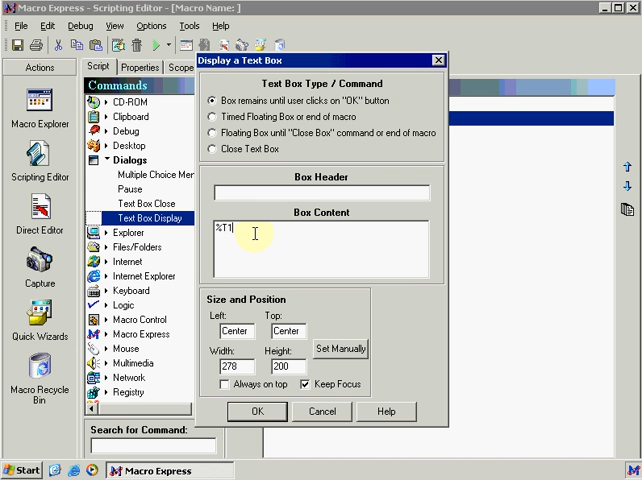 Macro Express - Scripting Editor - [Macro Name: ]
File Edit Debug View Options Tools Help
Actions
Script Properties Scope
Macro Explorer
Scripting Editor
Direct Editor
Capture
Quick Wizards
Macro Recycle
Bin
Commands
CD-ROM
Clipboard
Debug
Desktop
Dialogs
Multiple Choice Men
Pause
Text Box Close
Text Box Display
Explorer
Files/Folders
Internet
Internet Explorer
Keyboard
Logic
Macro Control
Macro Express
Mouse
Multimedia
Network
Registry
Search for Command:
Display a Text Box
Text Box Type / Command
Box remains until user clicks on "OK" button
Timed Floating Box or end of macro
Floating Box until "Close Box" command or end of macro
Close Text Box
Box Header
Box Content
%T1
Size and Position
Left: Top:
Center Center
Width: Height:
278 200
Set Manually
Always on top Keep Focus
OK Cancel Help
Start Macro Express